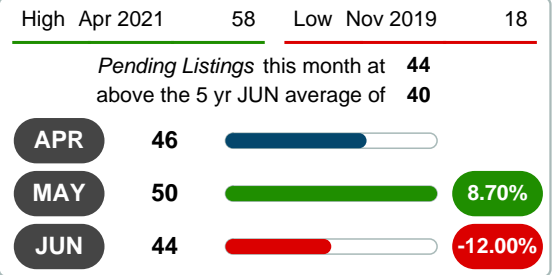 High Apr 2021 58 Low Nov 2019 18
Pending Listings this month at 44
above the 5 yr JUN average of 40
APR 46
MAY 50 8.70%
JUN 44 -12.00%